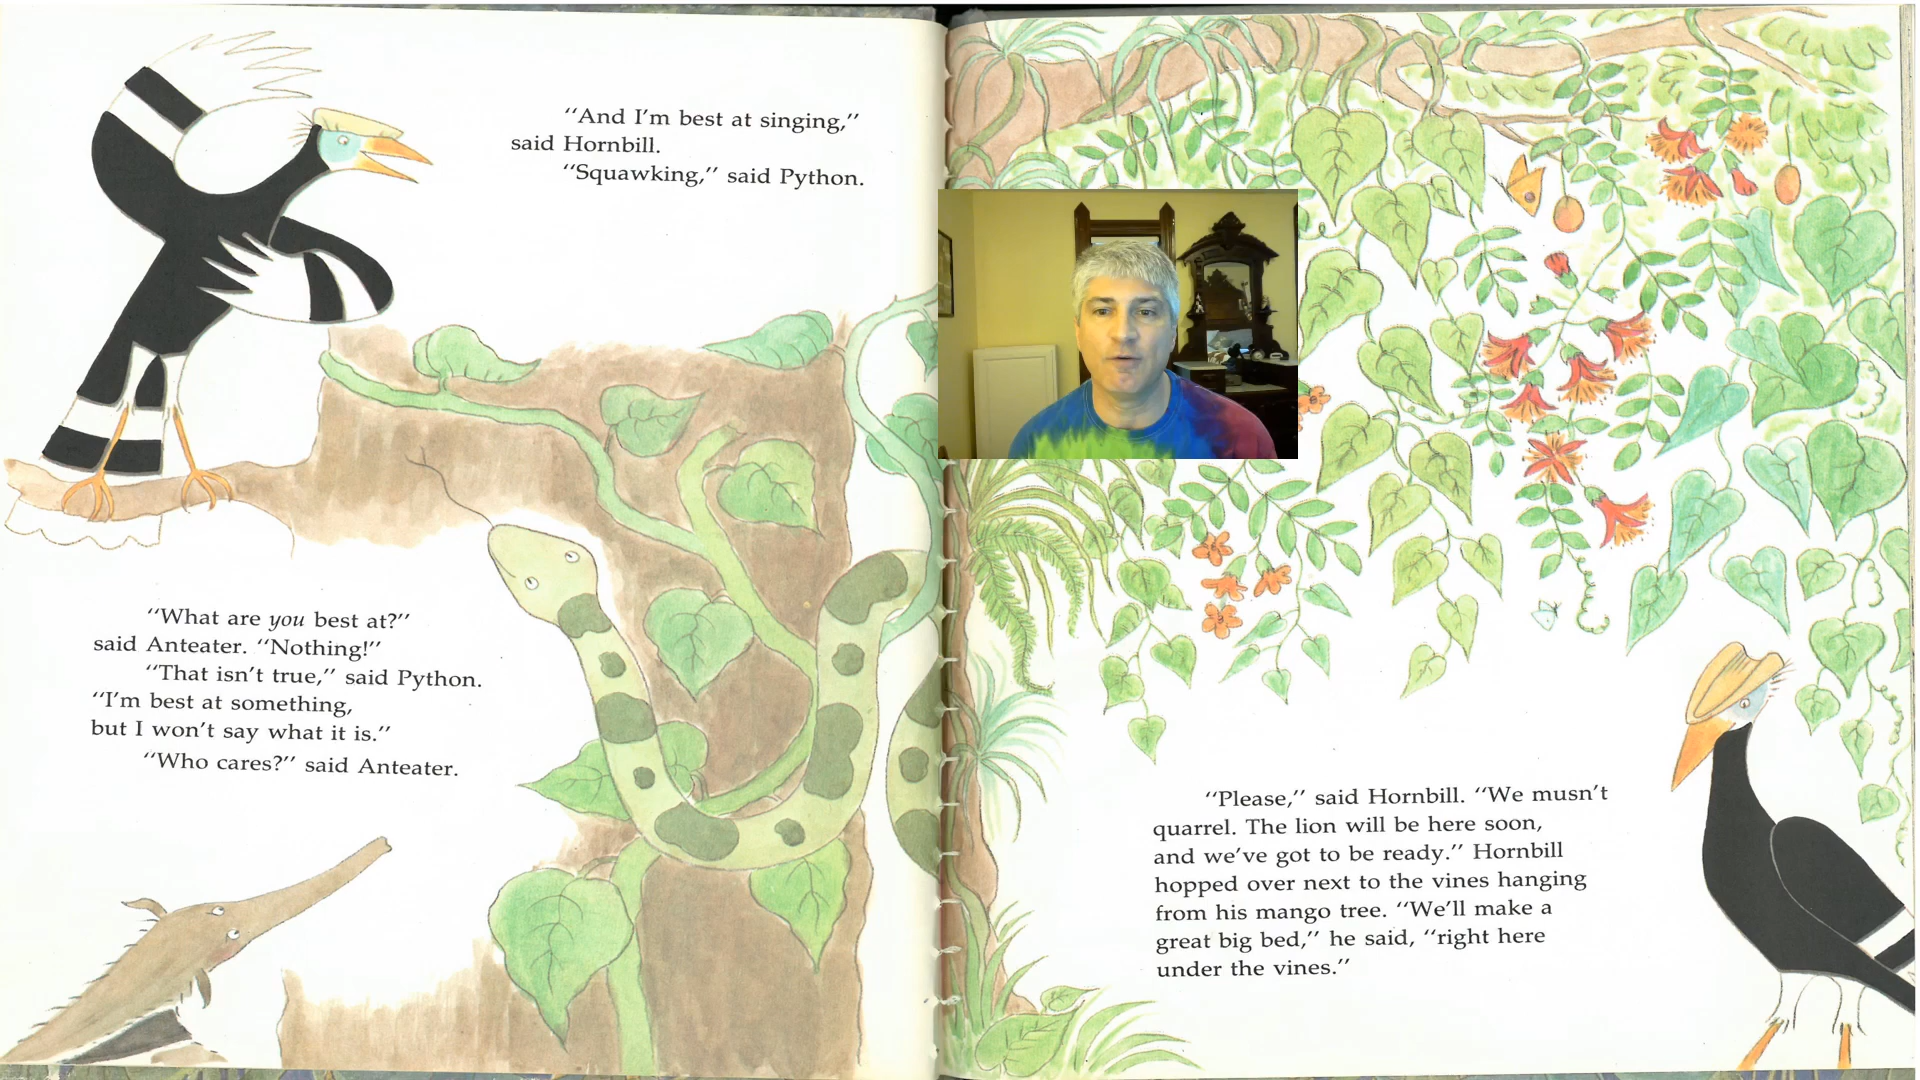 “And I’m best at singing,”
said Hornbill.
“Squawking,” said Python.
“What are you best at?”
said Anteater. “Nothing!”
“That isn’t true,” said Python.
“I’m best at something,
but I won’t say what it is.”
“Who cares?” said Anteater.
“Please,” said Hornbill. “We musn’t
quarrel. The lion will be here soon,
and we’ve got to be ready.” Hornbill
hopped over next to the vines hanging
from his mango tree. “We’ll make a
great big bed,” he said, “right here
under the vines.”